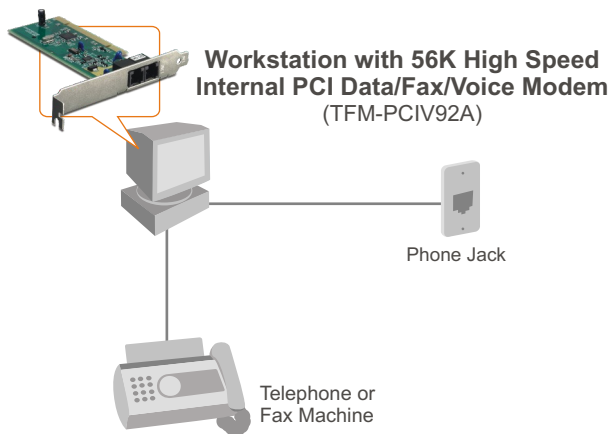 Workstation with 56K High Speed
Internal PCI Data/Fax/Voice Modem
(TFM-PCIV92A)
Phone Jack
Telephone or
Fax Machine